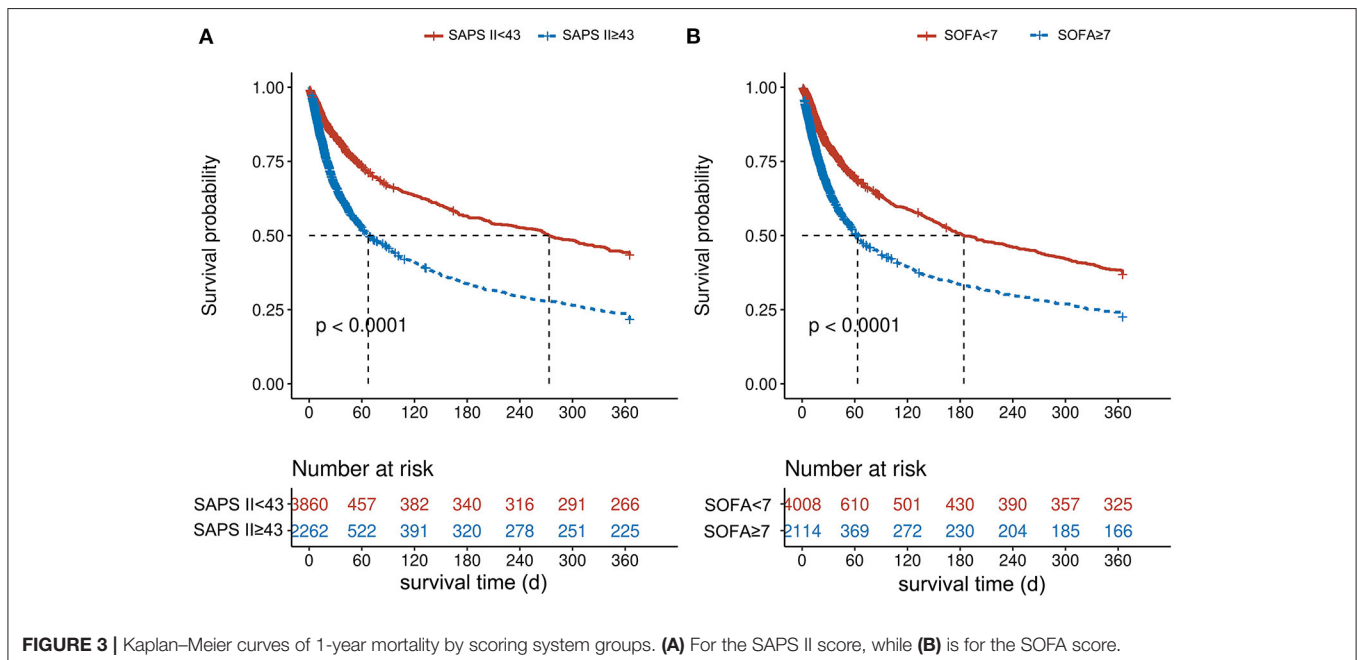 A
SAPS II<43 SAPS II≥43
Survival probability
1.00
0.75
0.50
0.25
0.00
p < 0.0001
0 60 120 180 240 300 360
Number at risk
SAPS II<43 3860 457 382 340 316 291 266
SAPS II≥43 2262 522 391 320 278 251 225
0 60 120 180 240 300 360
survival time (d)
B
SOFA<7 SOFA≥7
Survival probability
1.00
0.75
0.50
0.25
0.00
p < 0.0001
0 60 120 180 240 300 360
Number at risk
SOFA<7 4008 610 501 430 390 357 325
SOFA≥7 2114 369 272 230 204 185 166
0 60 120 180 240 300 360
survival time (d)
FIGURE 3 | Kaplan–Meier curves of 1-year mortality by scoring system groups. (A) For the SAPS II score, while (B) is for the SOFA score.